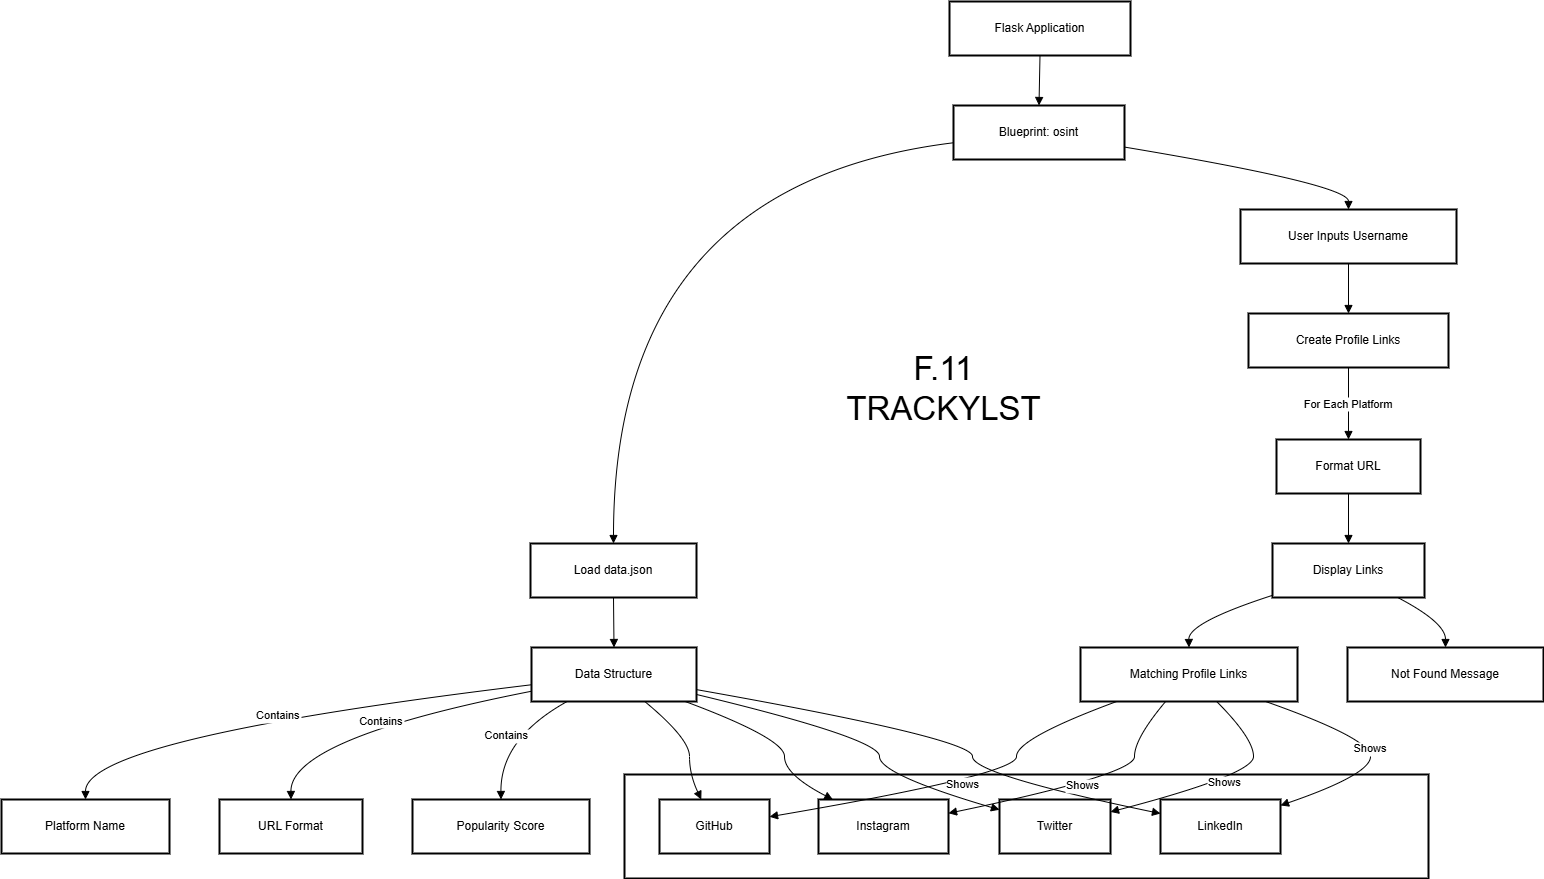 Flask Application
Blueprint: osint
User Inputs Username
Create Profile Links
F.11
TRACKYLST
For Each Platform
Format URL
Load data.json
Display Links
Data Structure
Matching Profile Links
Not Found Message
Contains
Contains
Contains
Shows
Shows
Shows
Shows
Platform Name
URL Format
Popularity Score
GitHub
Instagram
Twitter
LinkedIn